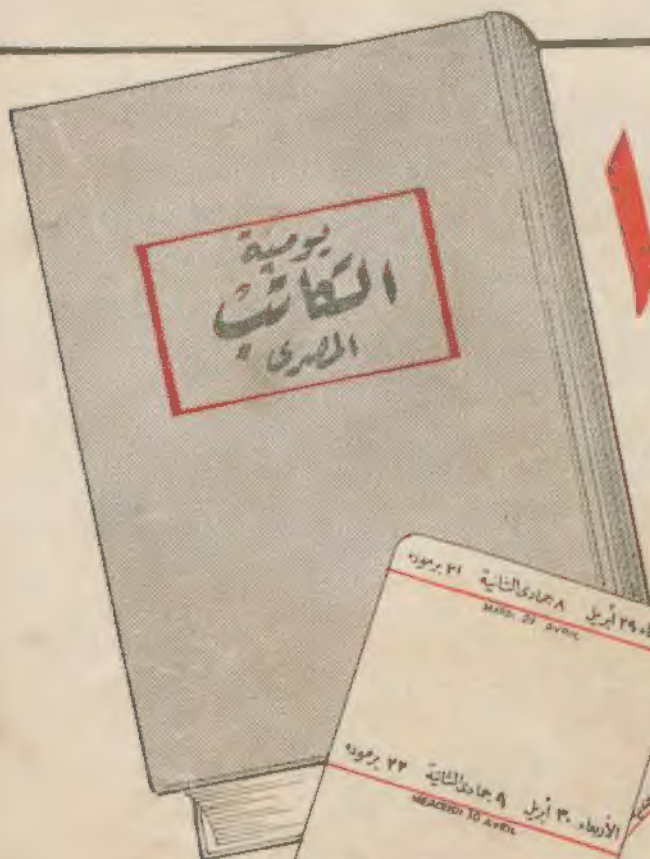 يومية
الكاتب
المصرى
٢٩ أبريل ٨ جمادى الثانية ٢١ برموده
MARDI 29 AVRIL
الأربعاء ٣٠ أبريل ٩ جمادى الثانية ٢٢ برموده
MERCREDI 30 AVRIL